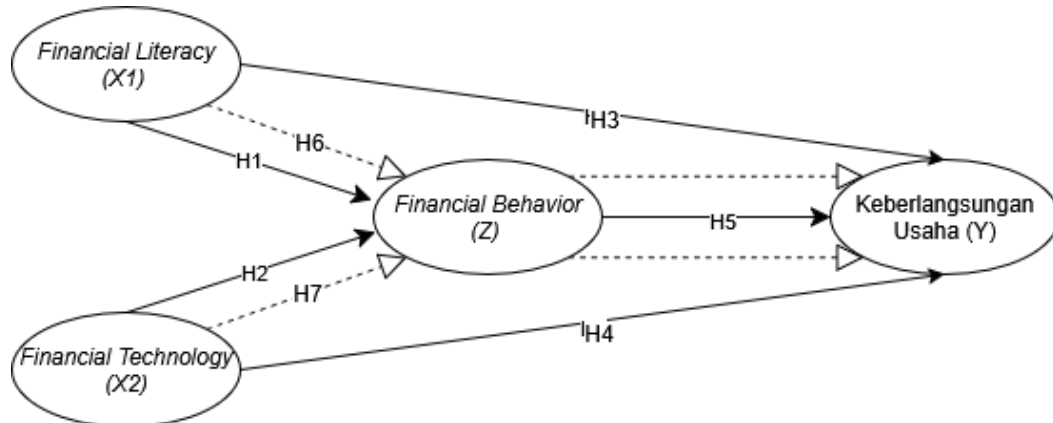 Financial Literacy
(X1)
H3
H6
H1
Financial Behavior
(Z)
H5
Keberlangsungan
Usaha (Y)
H2
H7
H4
Financial Technology
(X2)